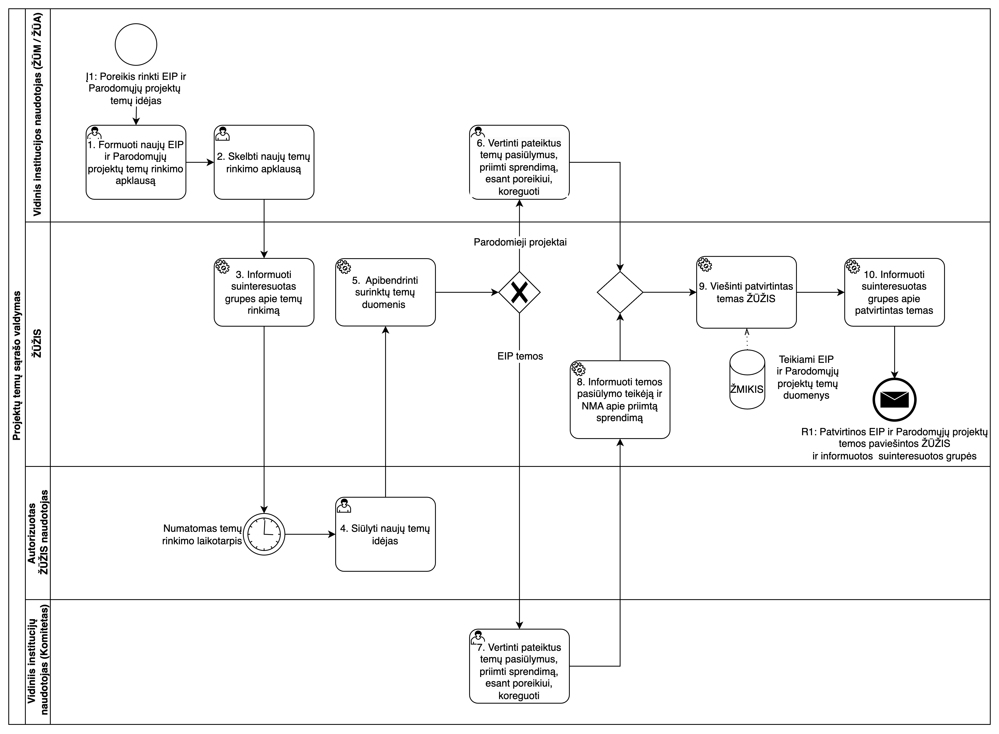 Projektų temų sąrašo valdymas
Vidinis institucijos naudotojas (ŽŪM / ŽŪA)
Į1: Poreikis rinkti EIP ir
Parodomųjų projektų
temų idėjas
1. Formuoti naujų EIP
ir Parodomųjų
projektų temų rinkimo
apklausą
2. Skelbti naujų temų
rinkimo apklausą
6. Vertinti pateiktus
temų pasiūlymus,
priimti sprendimą,
esant poreikiui,
koreguoti
ŽŪŽIS
3. Informuoti
suinteresuotas
grupes apie temų
rinkimą
5. Apibendrinti
surinktų temų
duomenis
Parodomieji projektai
EIP temos
8. Informuoti temos
pasiūlymo teikėją ir
NMA apie priimtą
sprendimą
9. Viešinti patvirtintas
temas ŽŪŽIS
ŽMIKIS
Teikiami EIP
ir Parodomųjų
projektų temų
duomenys
10. Informuoti
suinteresuotas
grupes apie
patvirtintas temas
R1: Patvirtinos EIP ir Parodomųjų projektų
temos paviešintos ŽŪŽIS
ir informuotos suinteresuotos grupės
Autorizuotas
ŽŪŽIS naudotojas
Numatomas temų
rinkimo laikotarpis
4. Siūlyti naujų temų
idėjas
Vidiniis institucijų
naudotojas (Komitetas)
7. Vertinti pateiktus
temų pasiūlymus,
priimti sprendimą,
esant poreikiui,
koreguoti